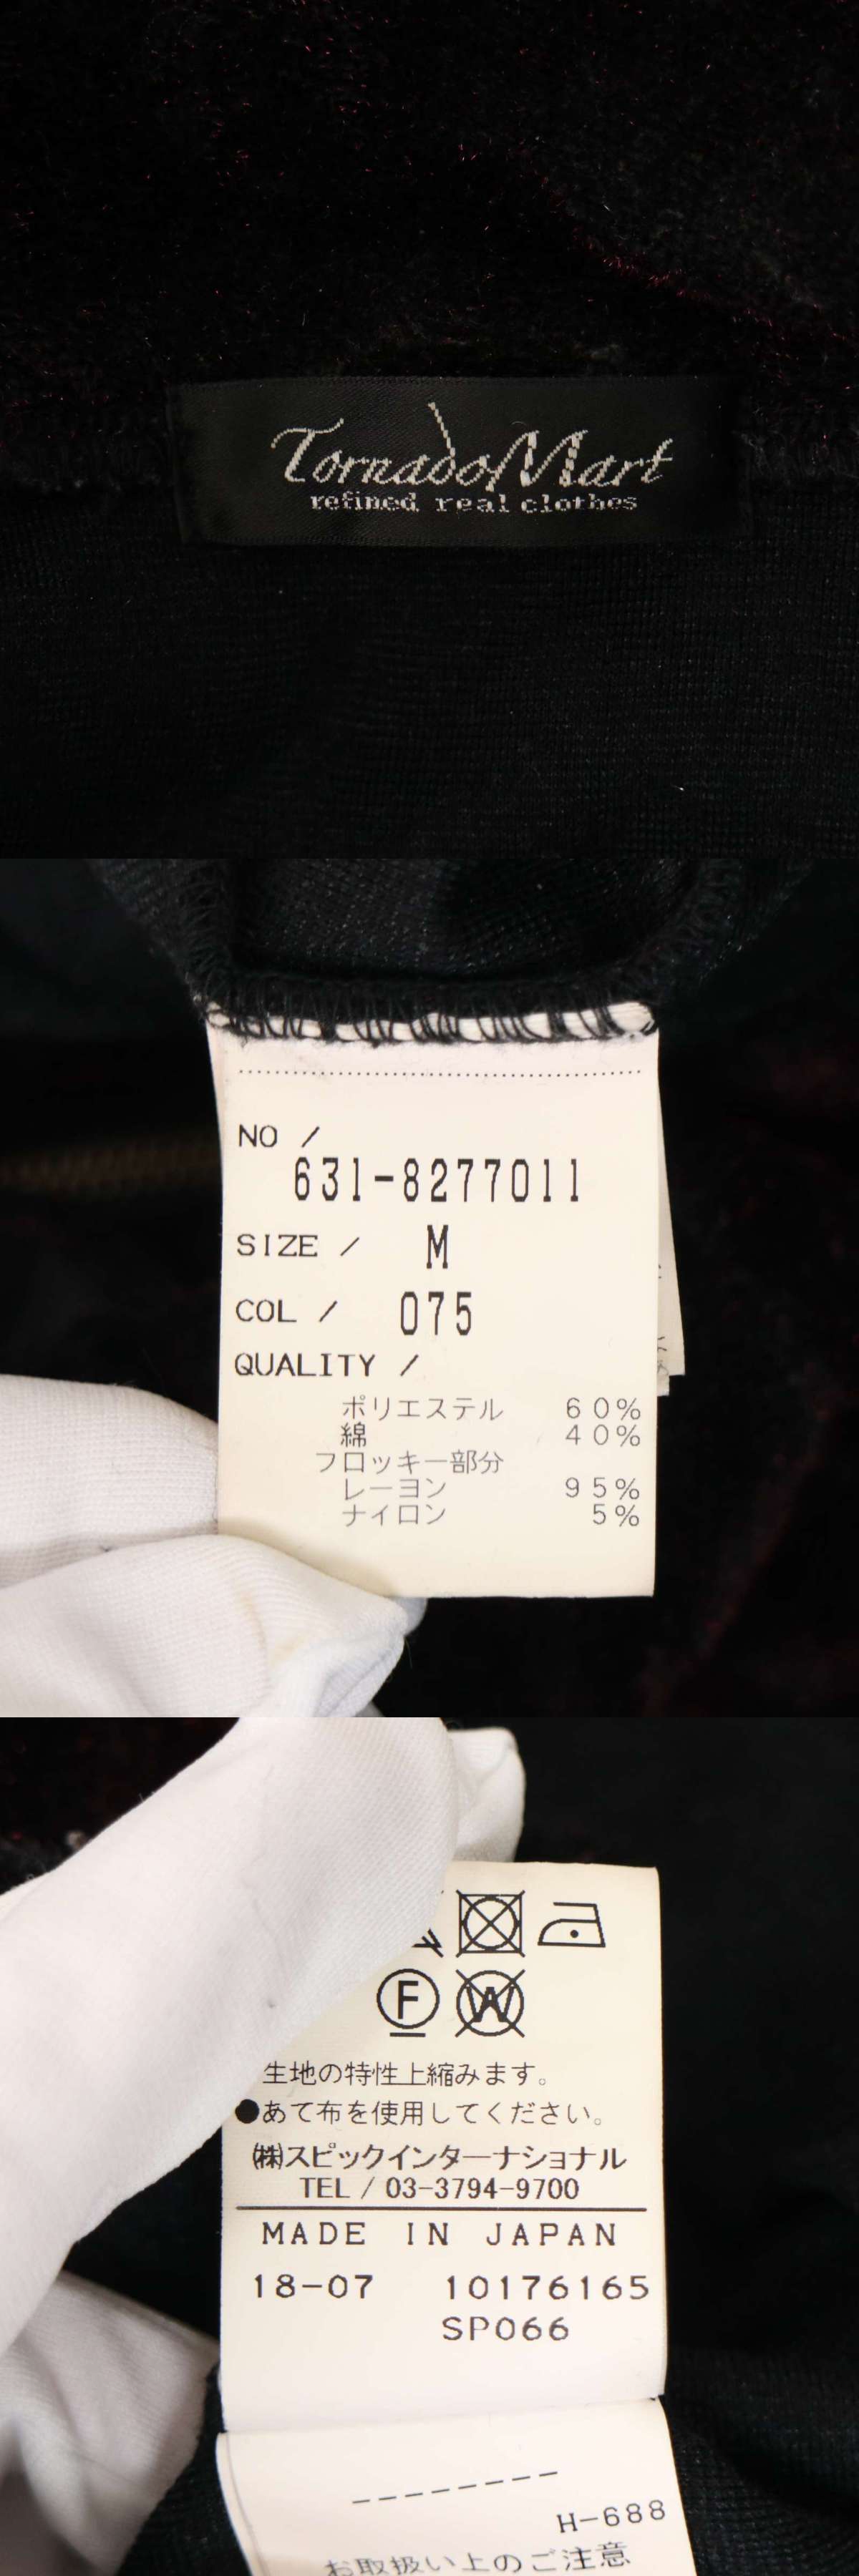 TornadoMart
refined real clothes
NO /
631-8277011
SIZE / M
COL / 075
QUALITY /
ポリエステル 60%
綿 40%
フロッキー部分
レーヨン 95%
ナイロン 5%
F W
生地の特性上縮みます。
●あて布を使用してください。
㈱スピックインターナショナル
TEL / 03-3794-9700
MADE IN JAPAN
18-07 10176165
SP066
H-688
お取扱い上のご注意